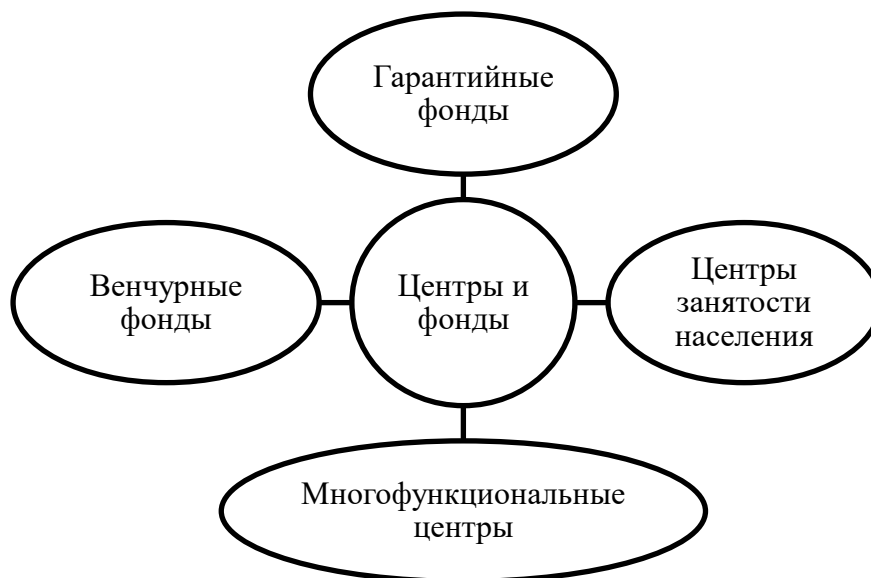 Гарантийные
фонды
Венчурные
фонды
Центры и
фонды
Центры
занятости
населения
Многофункциональные
центры